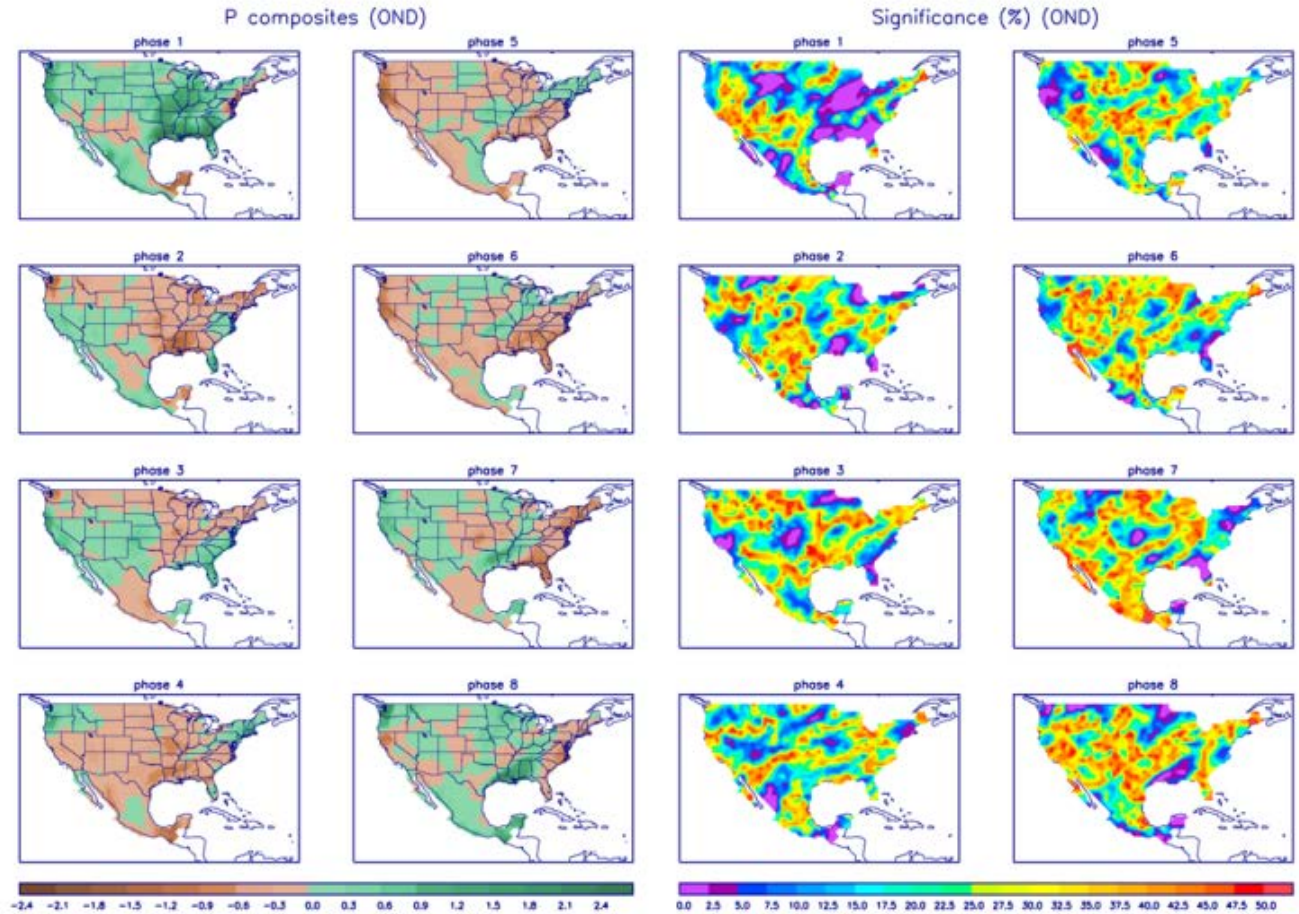 P composites (OND)
Significance (%) (OND)
phase 1
phase 5
phase 1
phase 5
phase 2
phase 6
phase 2
phase 6
phase 3
phase 7
phase 3
phase 7
phase 4
phase 8
phase 4
phase 8
-2.4 -2.1 -1.8 -1.5 -1.2 -0.9 -0.6 -0.3 0.0 0.3 0.6 0.9 1.2 1.5 1.8 2.1 2.4
0.0 2.5 5.0 7.5 10.0 12.5 15.0 17.5 20.0 22.5 25.0 27.5 30.0 32.5 35.0 37.5 40.0 42.5 45.0 47.5 50.0